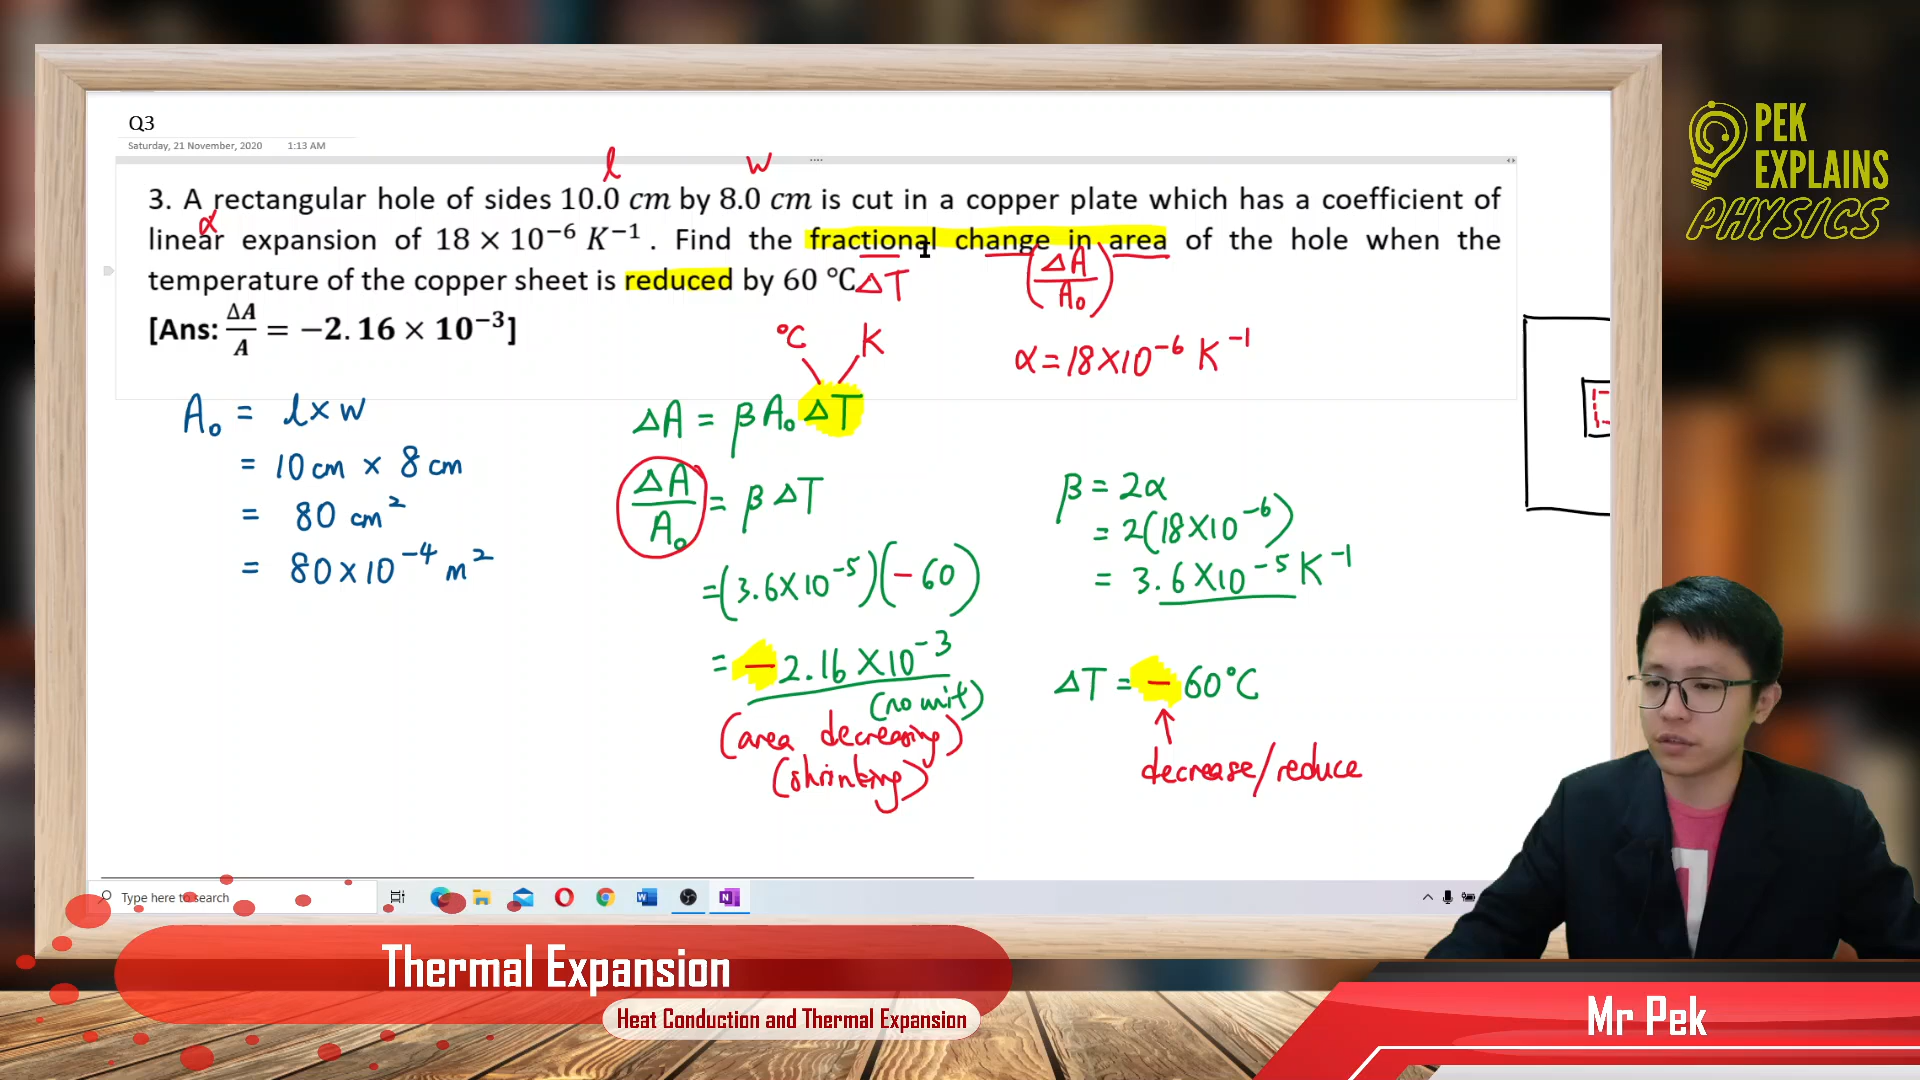 Q3
Saturday, 21 November, 2020 1:13 AM
l w
3. A rectangular hole of sides 10.0 cm by 8.0 cm is cut in a copper plate which has a coefficient of
α
linear expansion of 18 × 10⁻⁶ K⁻¹ . Find the fractional change in area of the hole when the
temperature of the copper sheet is reduced by 60 °C ΔT
(ΔA/A₀)
[Ans: ΔA/A = −2.16 × 10⁻³]
°C K
α = 18 × 10⁻⁶ K⁻¹
A₀ = l × w
= 10 cm × 8 cm
= 80 cm²
= 80 × 10⁻⁴ m²
ΔA = β A₀ ΔT
ΔA/A₀ = β ΔT
= (3.6 × 10⁻⁵)(−60)
= −2.16 × 10⁻³
(no unit)
(area decreasing)
(shrinking)
β = 2α
= 2(18 × 10⁻⁶)
= 3.6 × 10⁻⁵ K⁻¹
ΔT = −60°C
decrease/reduce
PEK
EXPLAINS
PHYSICS
Type here to search
Thermal Expansion
Heat Conduction and Thermal Expansion
Mr Pek